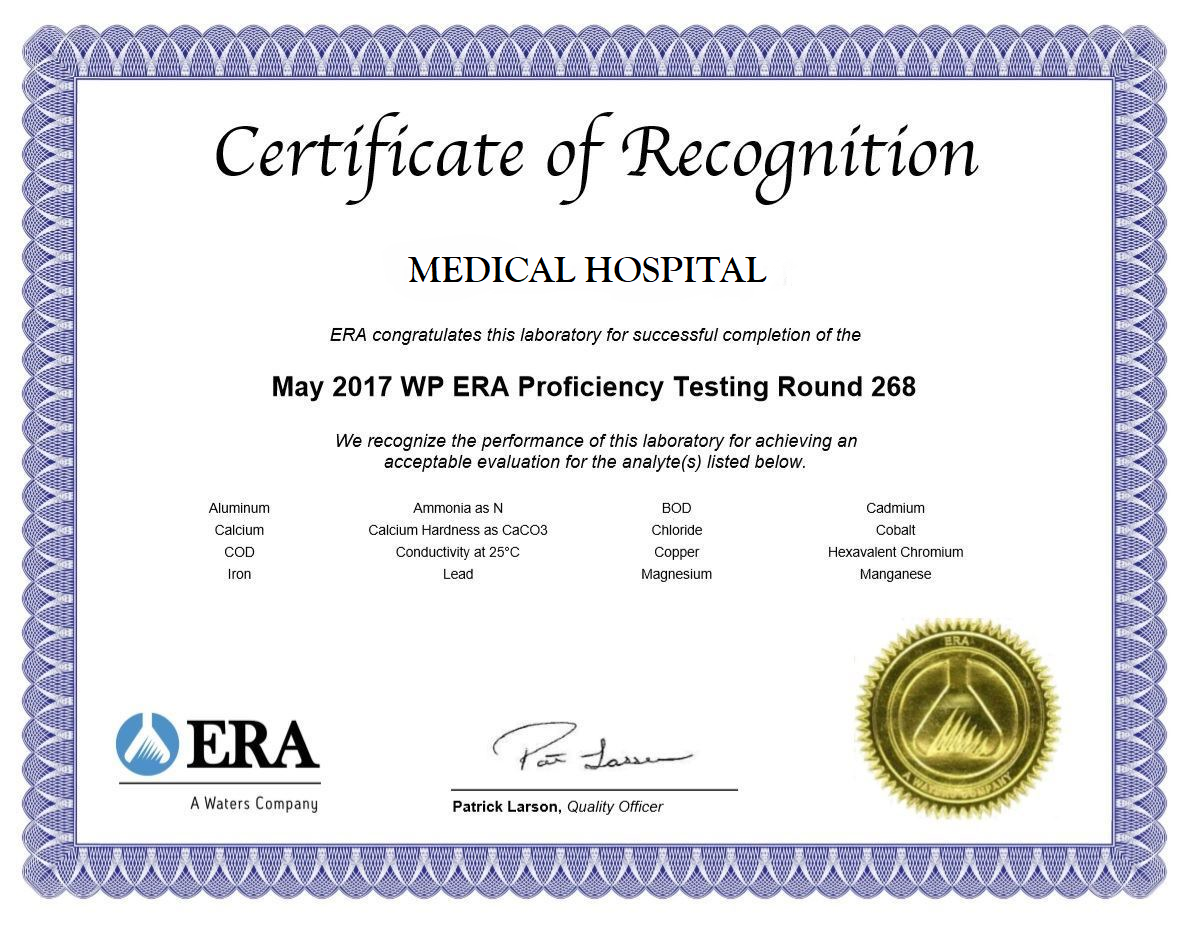 Certificate of Recognition
MEDICAL HOSPITAL
ERA congratulates this laboratory for successful completion of the
May 2017 WP ERA Proficiency Testing Round 268
We recognize the performance of this laboratory for achieving an
acceptable evaluation for the analyte(s) listed below.
Aluminum Ammonia as N BOD Cadmium
Calcium Calcium Hardness as CaCO3 Chloride Cobalt
COD Conductivity at 25°C Copper Hexavalent Chromium
Iron Lead Magnesium Manganese
ERA
A WATERS COMPANY
ERA
A Waters Company
Pat Larson
Patrick Larson, Quality Officer